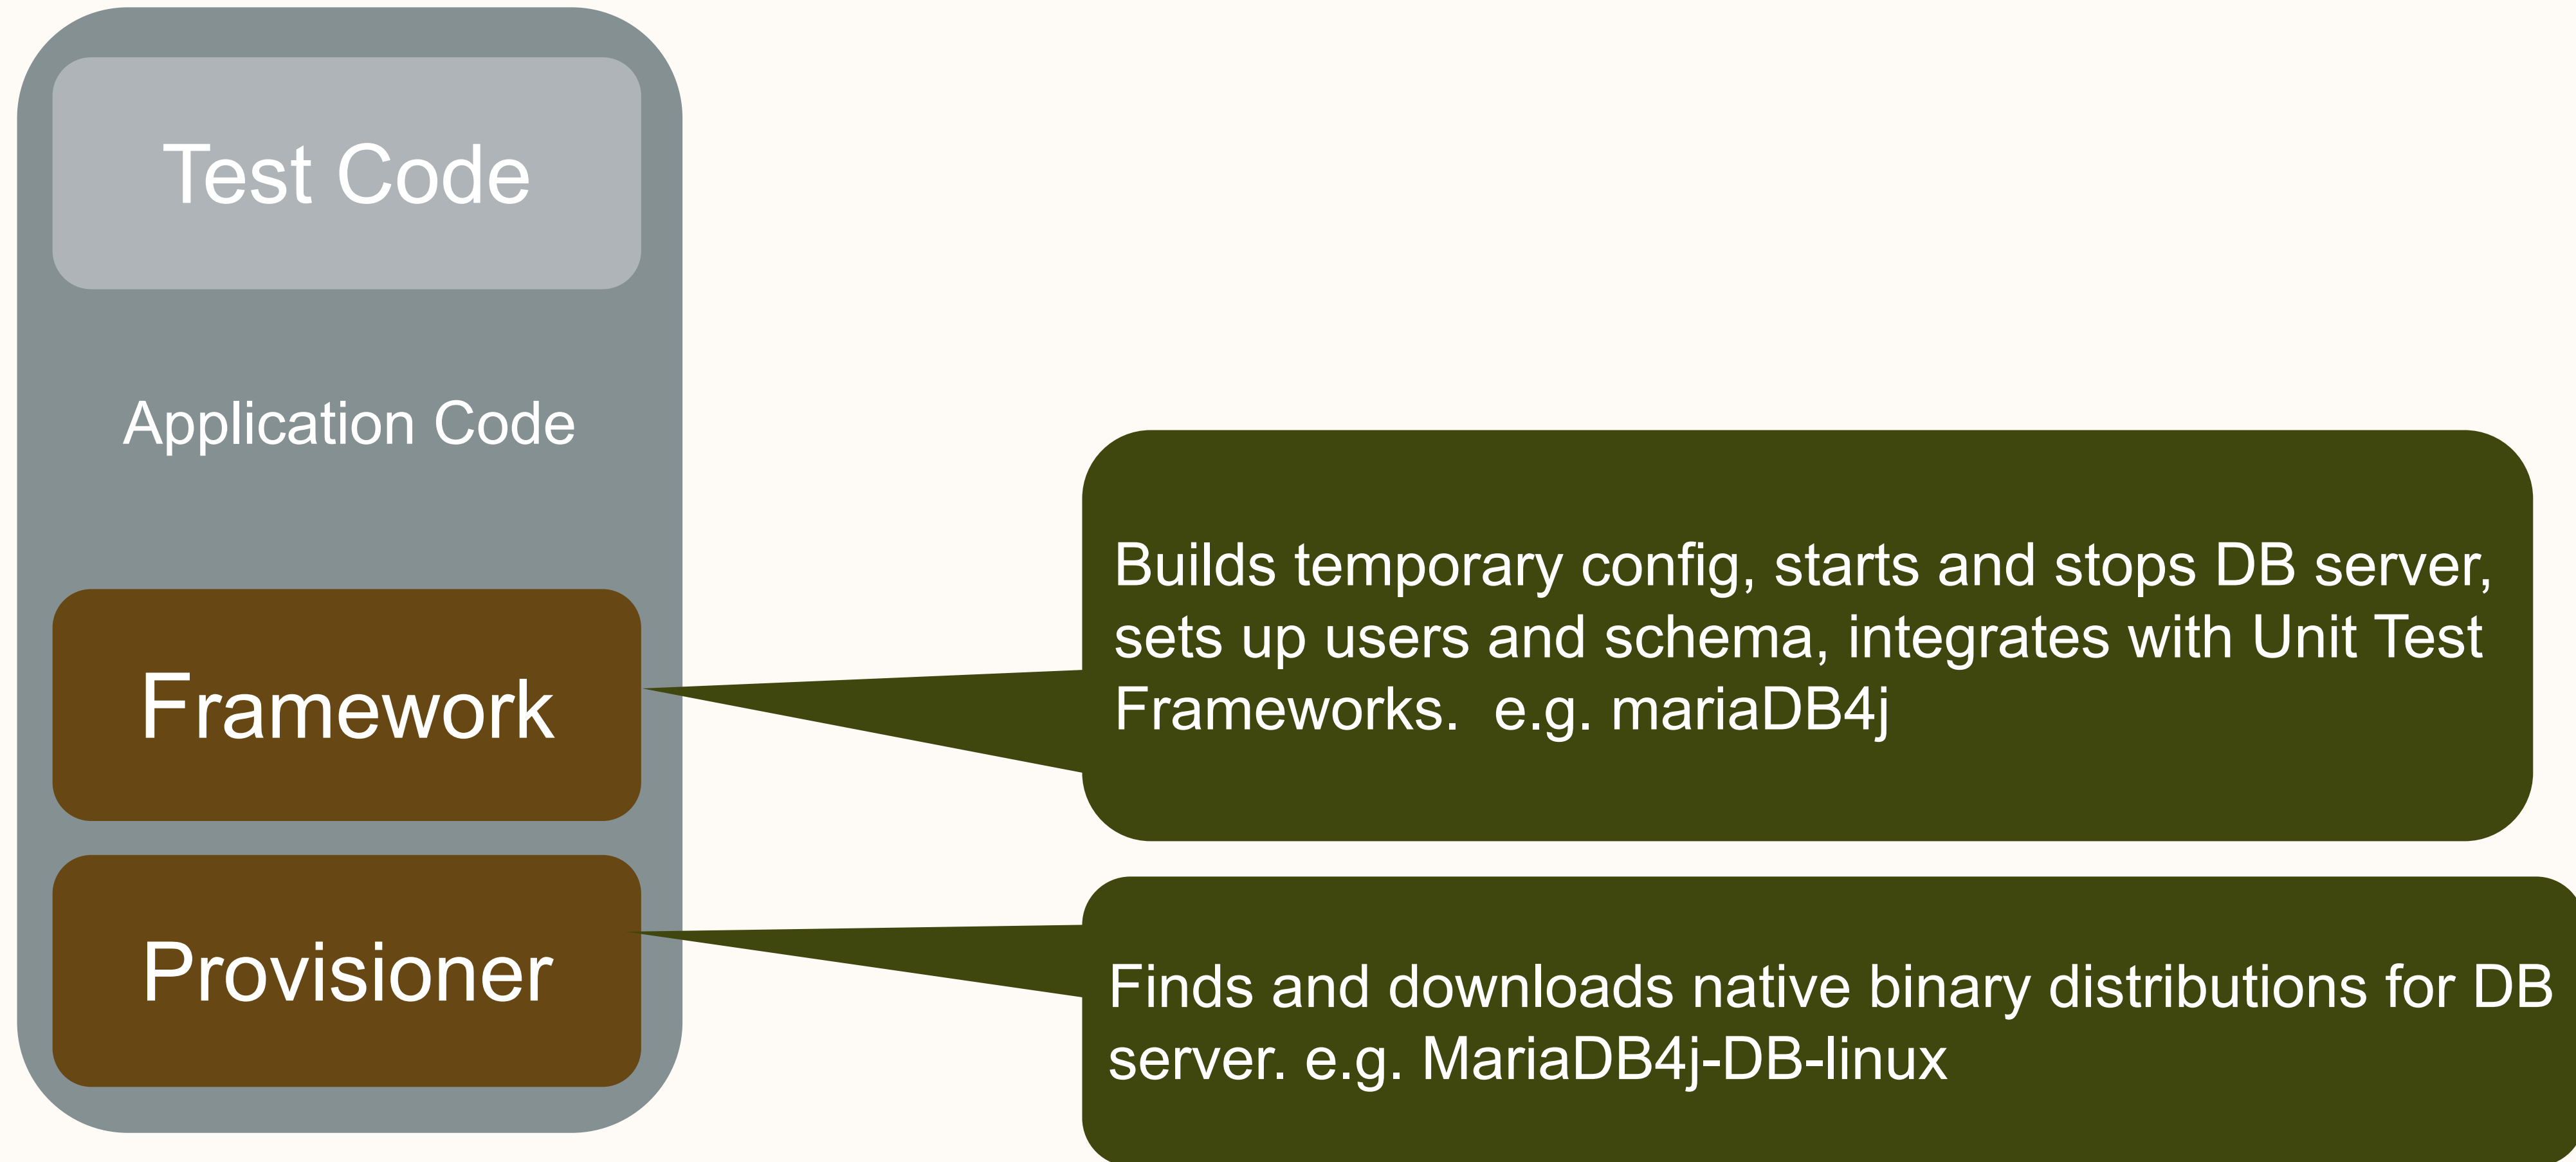 Test Code
Application Code
Framework
Provisioner
Builds temporary config, starts and stops DB server,
sets up users and schema, integrates with Unit Test
Frameworks.  e.g. mariaDB4j
Finds and downloads native binary distributions for DB
server. e.g. MariaDB4j-DB-linux